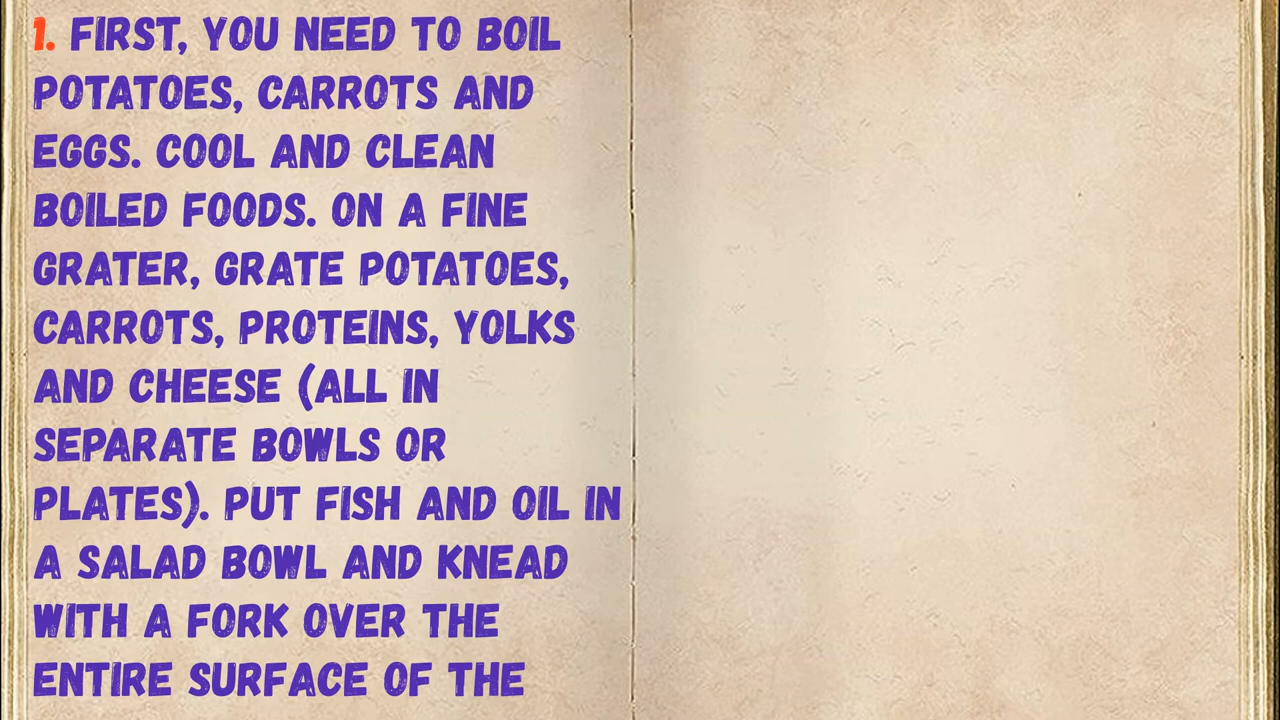 1. FIRST, YOU NEED TO BOIL
POTATOES, CARROTS AND
EGGS. COOL AND CLEAN
BOILED FOODS. ON A FINE
GRATER, GRATE POTATOES,
CARROTS, PROTEINS, YOLKS
AND CHEESE (ALL IN
SEPARATE BOWLS OR
PLATES). PUT FISH AND OIL IN
A SALAD BOWL AND KNEAD
WITH A FORK OVER THE
ENTIRE SURFACE OF THE